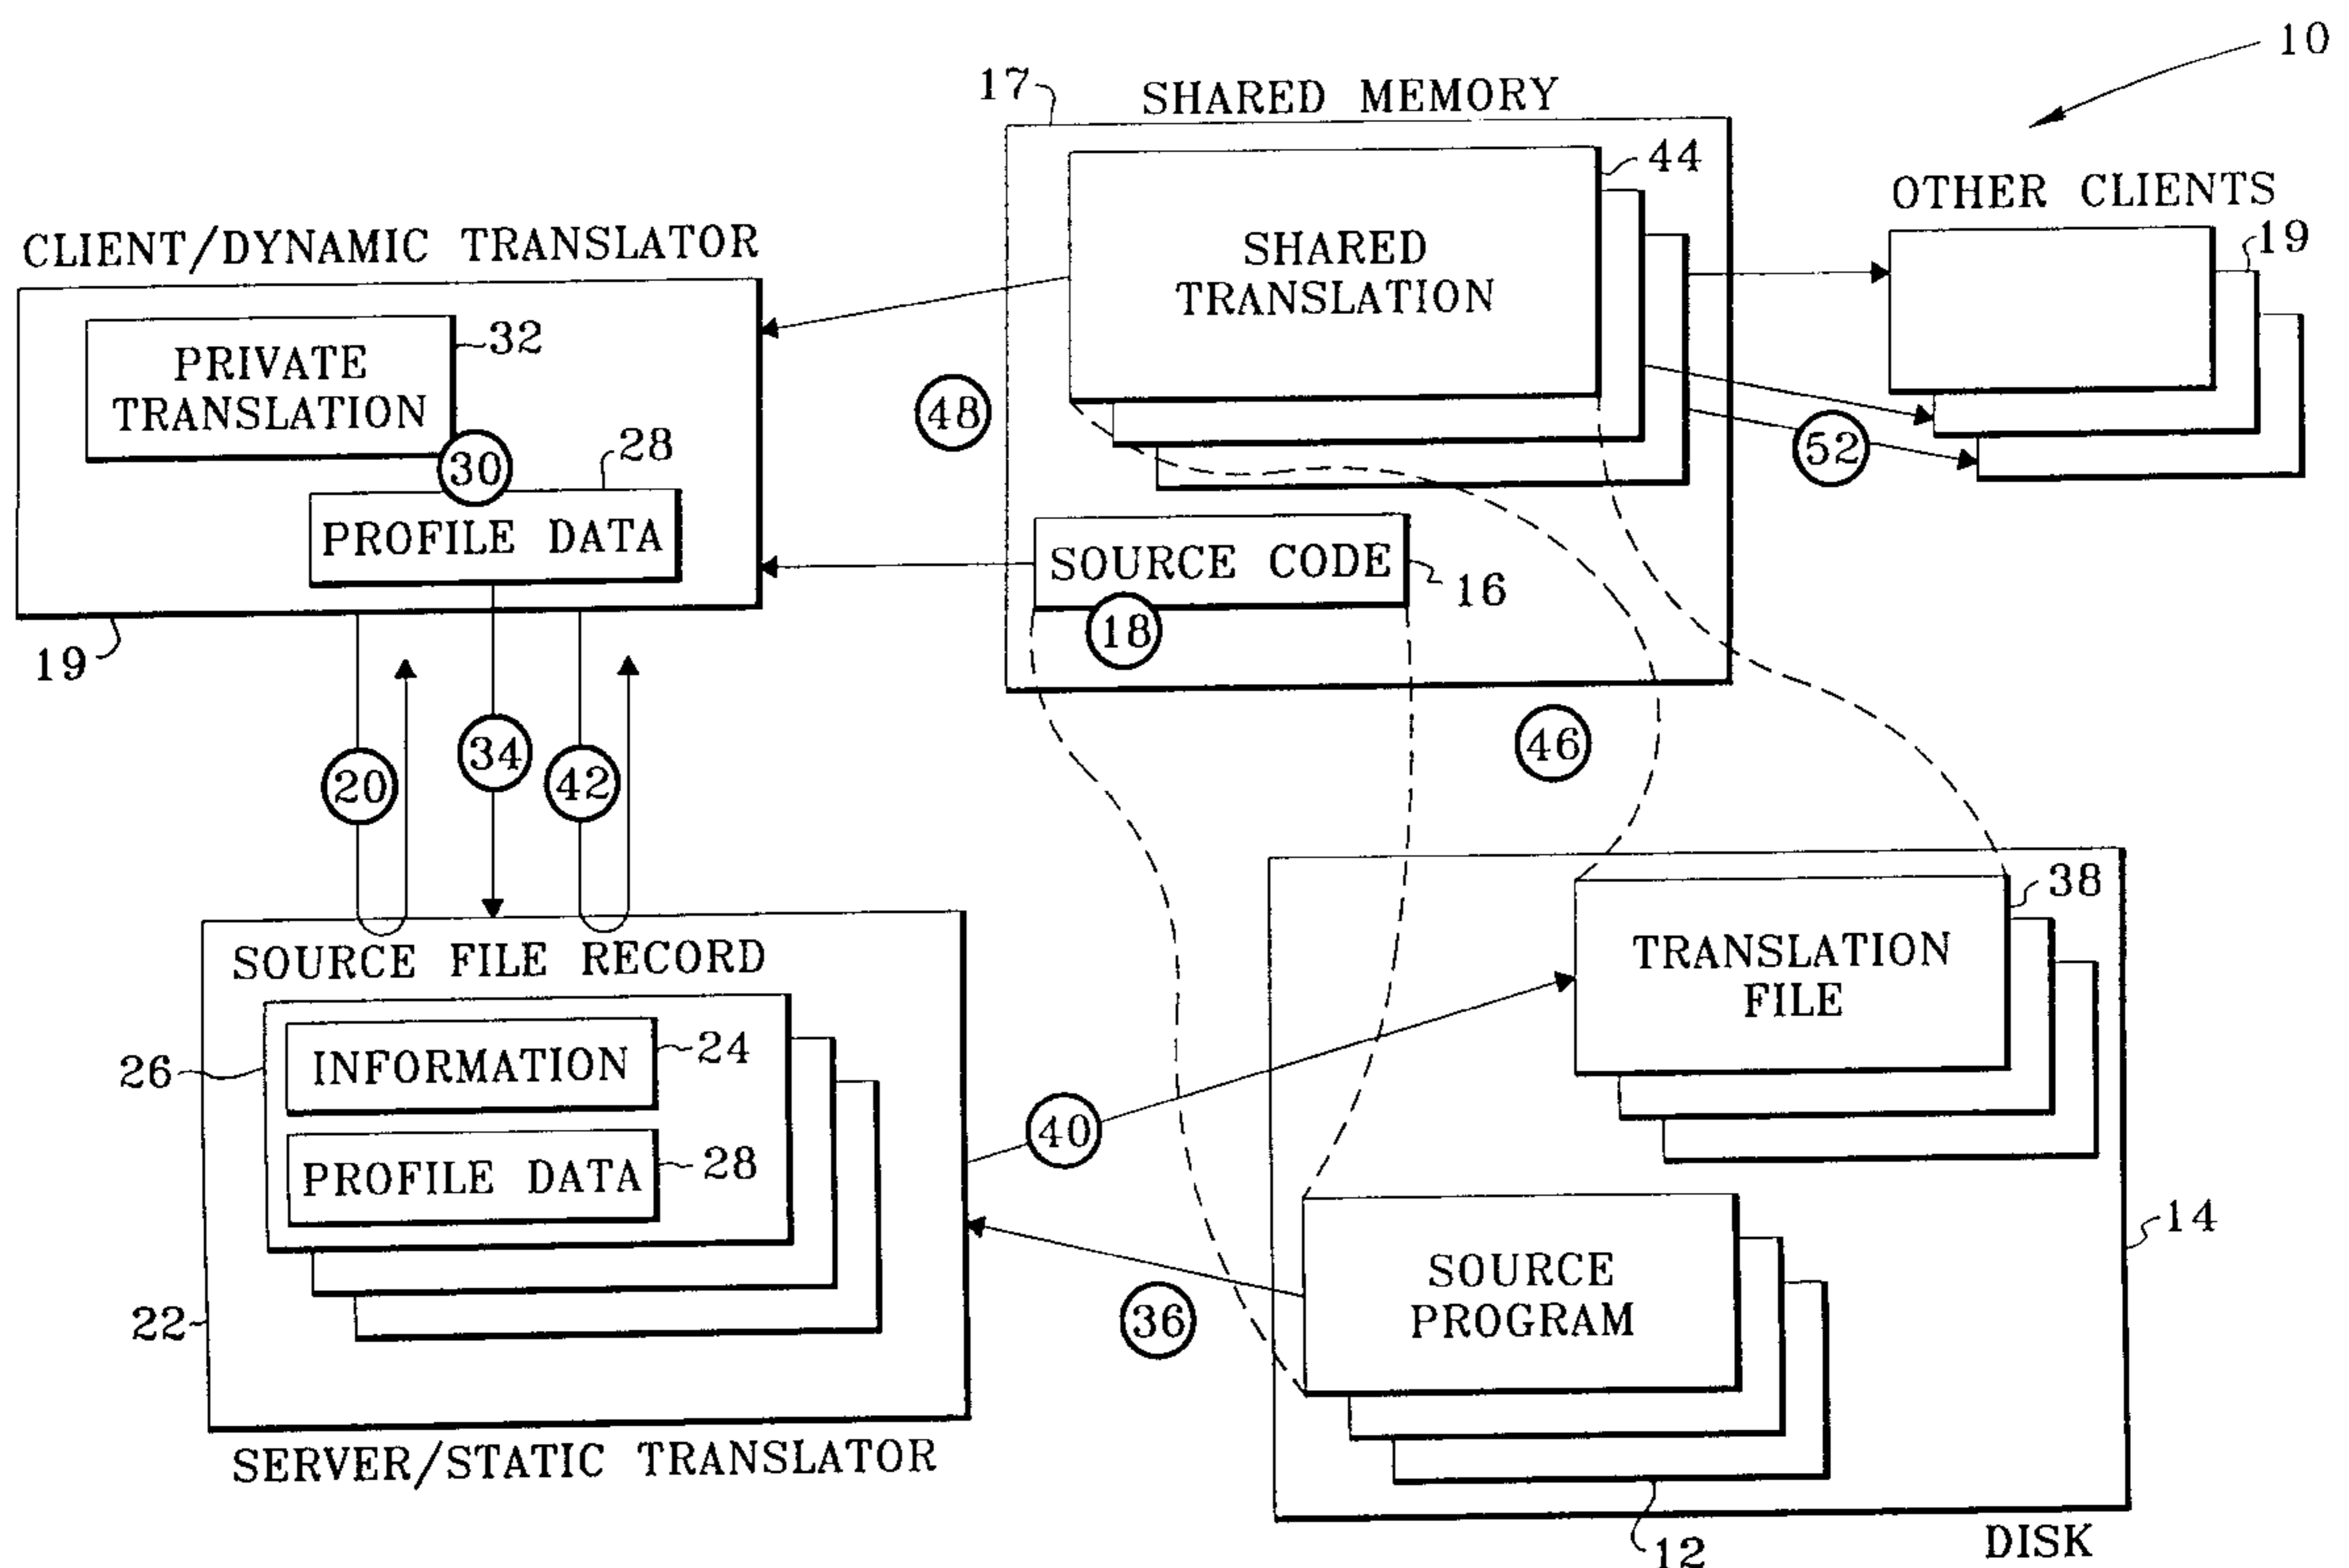 10
17
SHARED MEMORY
44
SHARED
TRANSLATION
OTHER CLIENTS
19
CLIENT/DYNAMIC TRANSLATOR
PRIVATE
TRANSLATION
32
30
28
PROFILE DATA
19
48
52
SOURCE CODE
16
18
20
34
42
46
SOURCE FILE RECORD
26
INFORMATION
24
PROFILE DATA
28
22
SERVER/STATIC TRANSLATOR
40
36
38
TRANSLATION
FILE
14
SOURCE
PROGRAM
12
DISK